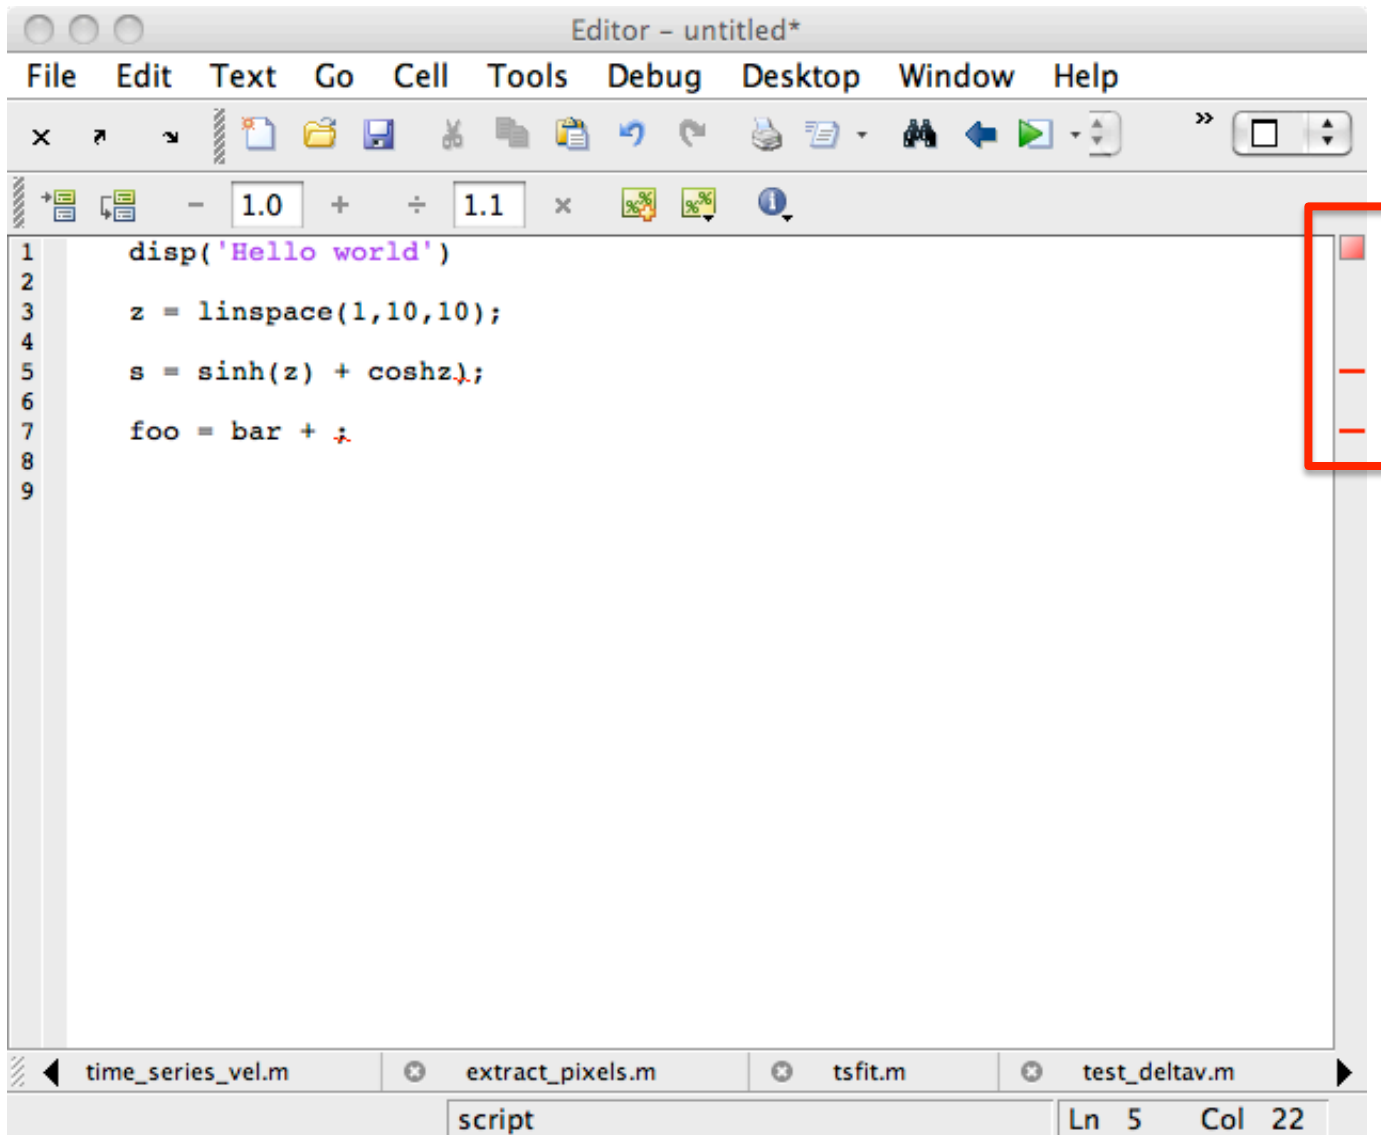 Editor – untitled*
File Edit Text Go Cell Tools Debug Desktop Window Help
»
− 1.0 + ÷ 1.1 ×
1 disp('Hello world')
2
3 z = linspace(1,10,10);
4
5 s = sinh(z) + coshz);
6
7 foo = bar + ;
8
9
time_series_vel.m extract_pixels.m tsfit.m test_deltav.m
script Ln 5 Col 22